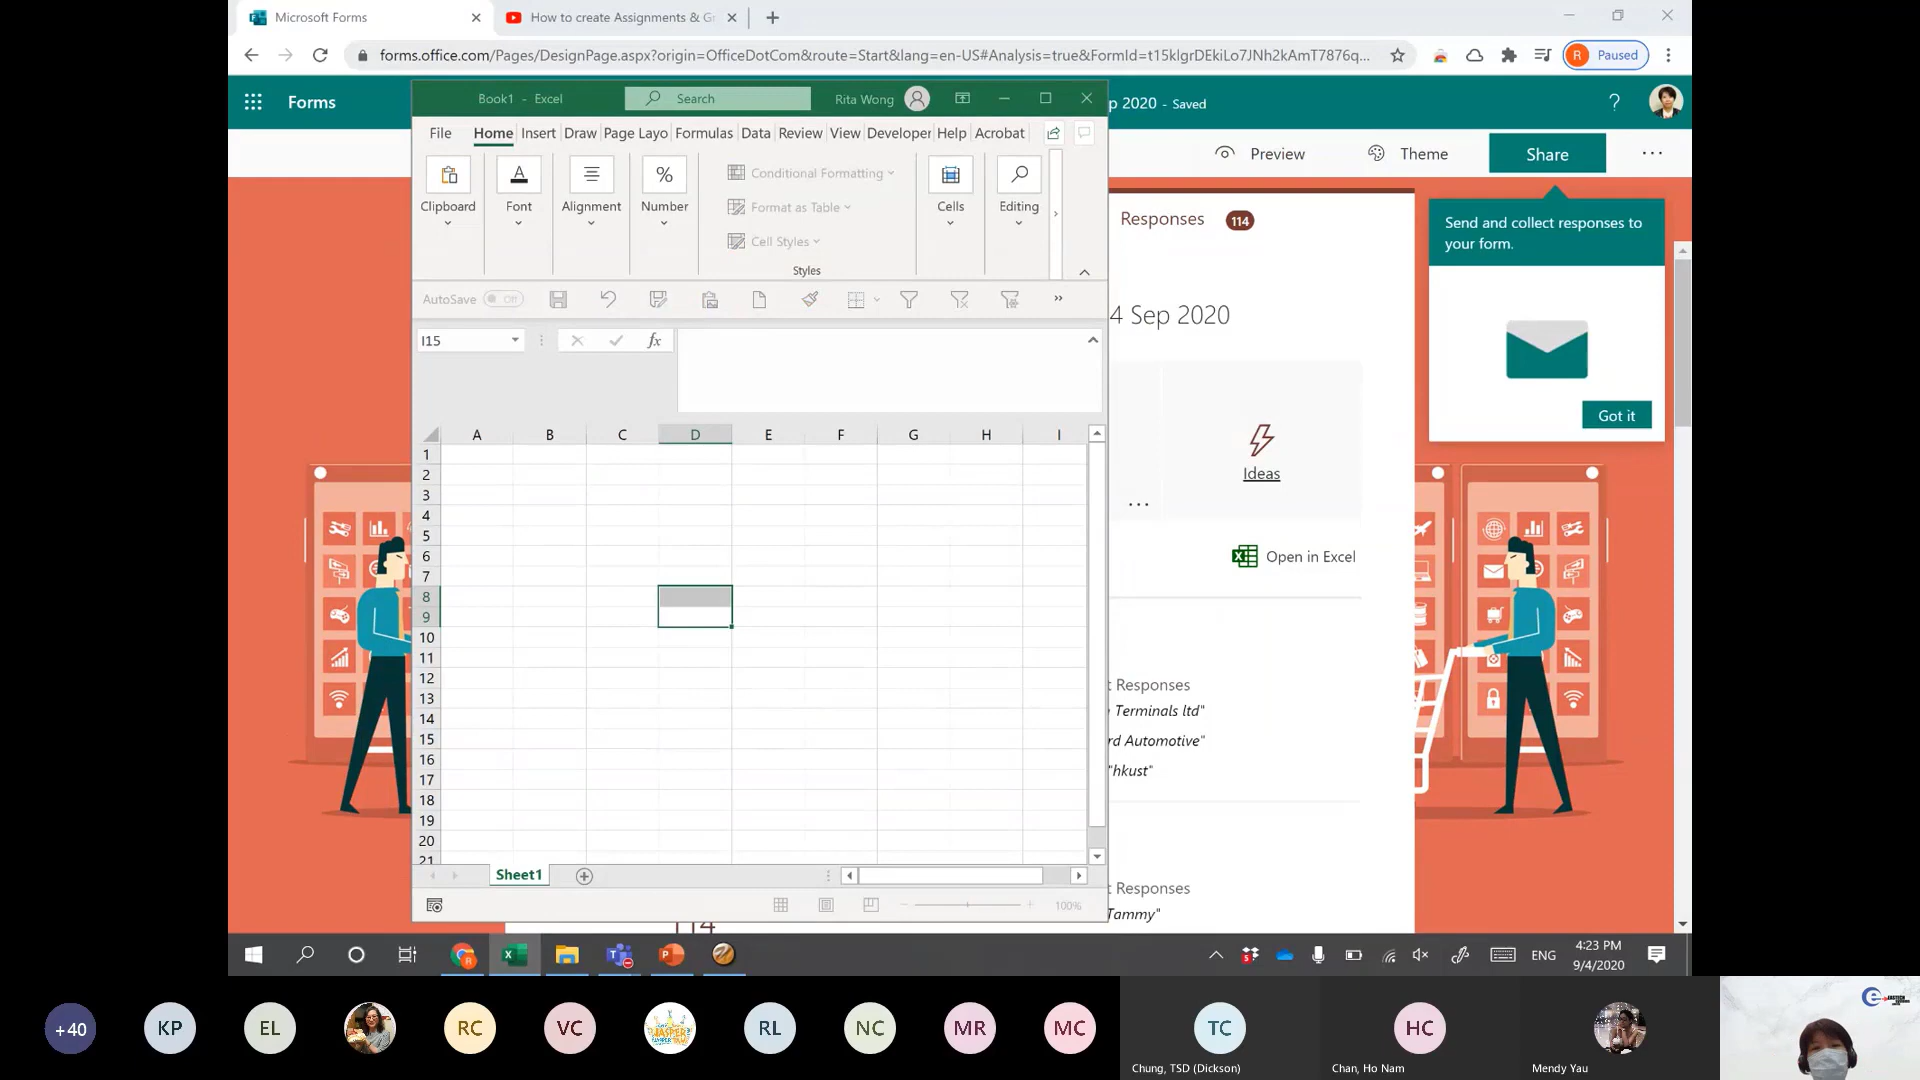 Microsoft Forms
How to create Assignments & Gr
forms.office.com/Pages/DesignPage.aspx?origin=OfficeDotCom&route=Start&lang=en-US#Analysis=true&FormId=t15klgrDEkiLo7JNh2kAmT7876q...
R
Paused
Forms
Book1 - Excel
Search
Rita Wong
p 2020 - Saved
?
File
Home
Insert
Draw
Page Layo
Formulas
Data
Review
View
Developer
Help
Acrobat
Preview
Theme
Share
Clipboard
Font
Alignment
Number
Conditional Formatting
Format as Table
Cell Styles
Styles
Cells
Editing
Responses
114
Send and collect responses to
your form.
Got it
AutoSave
Off
4 Sep 2020
I15
fx
Ideas
Open in Excel
A B C D E F G H I
1
2
3
4
5
6
7
8
9
10
11
12
13
14
15
16
17
18
19
20
21
t Responses
Terminals ltd"
rd Automotive"
"hkust"
t Responses
Tammy"
114
Sheet1
100%
ENG
4:23 PM
9/4/2020
+40
KP
EL
RC
VC
JASPER
RL
NC
MR
MC
TC
Chung, TSD (Dickson)
HC
Chan, Ho Nam
Mendy Yau